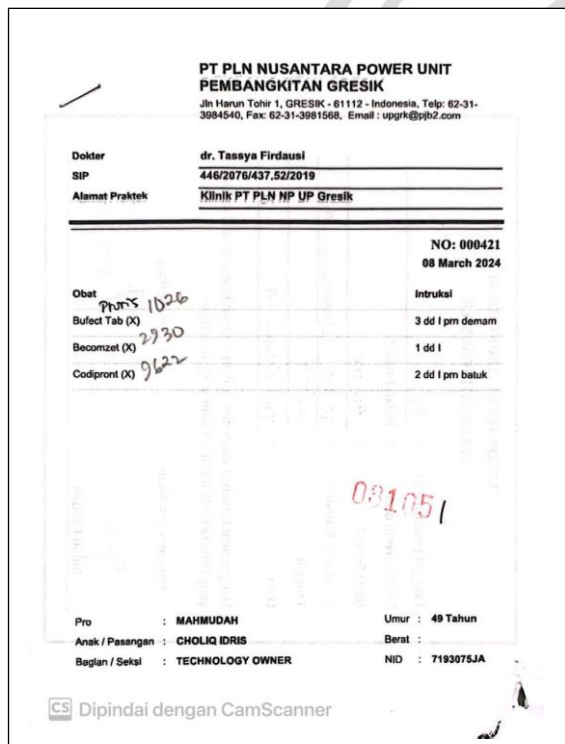 PT PLN NUSANTARA POWER UNIT
PEMBANGKITAN GRESIK
Jln Harun Tohir 1, GRESIK - 61112 - Indonesia, Telp: 62-31-
3984540, Fax: 62-31-3981568, Email : upgrk@pjb2.com
Dokter dr. Tassya Firdausi
SIP 446/2076/437.52/2019
Alamat Praktek Klinik PT PLN NP UP Gresik
NO: 000421
08 March 2024
Obat Intruksi
1026
Bufect Tab (X) 3 dd I prn demam
2930
Becomzet (X) 1 dd I
Codipront (X) 9622 2 dd I prn batuk
081051
Pro : MAHMUDAH Umur : 49 Tahun
Anak / Pasangan : CHOLIQ IDRIS Berat :
Bagian / Seksi : TECHNOLOGY OWNER NID : 7193075JA
CS Dipindai dengan CamScanner